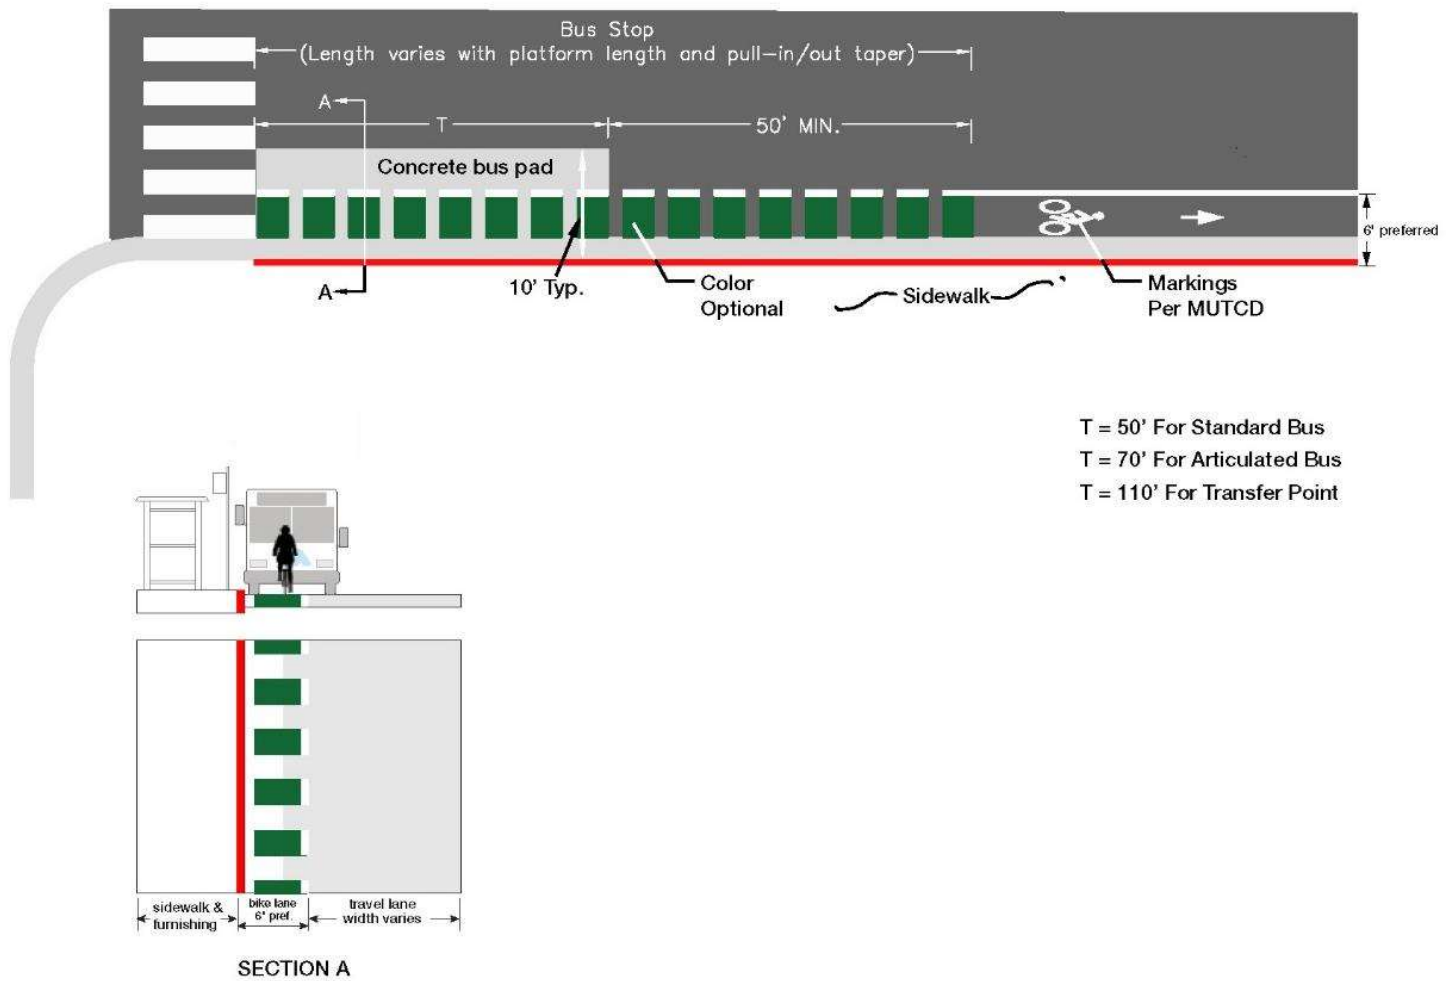 Bus Stop
(Length varies with platform length and pull-in/out taper)
A
T
50' MIN.
Concrete bus pad
6' preferred
A
10' Typ.
Color
Optional
Sidewalk
Markings
Per MUTCD
T = 50' For Standard Bus
T = 70' For Articulated Bus
T = 110' For Transfer Point
sidewalk &
furnishing
bike lane
6' pref.
travel lane
width varies
SECTION A